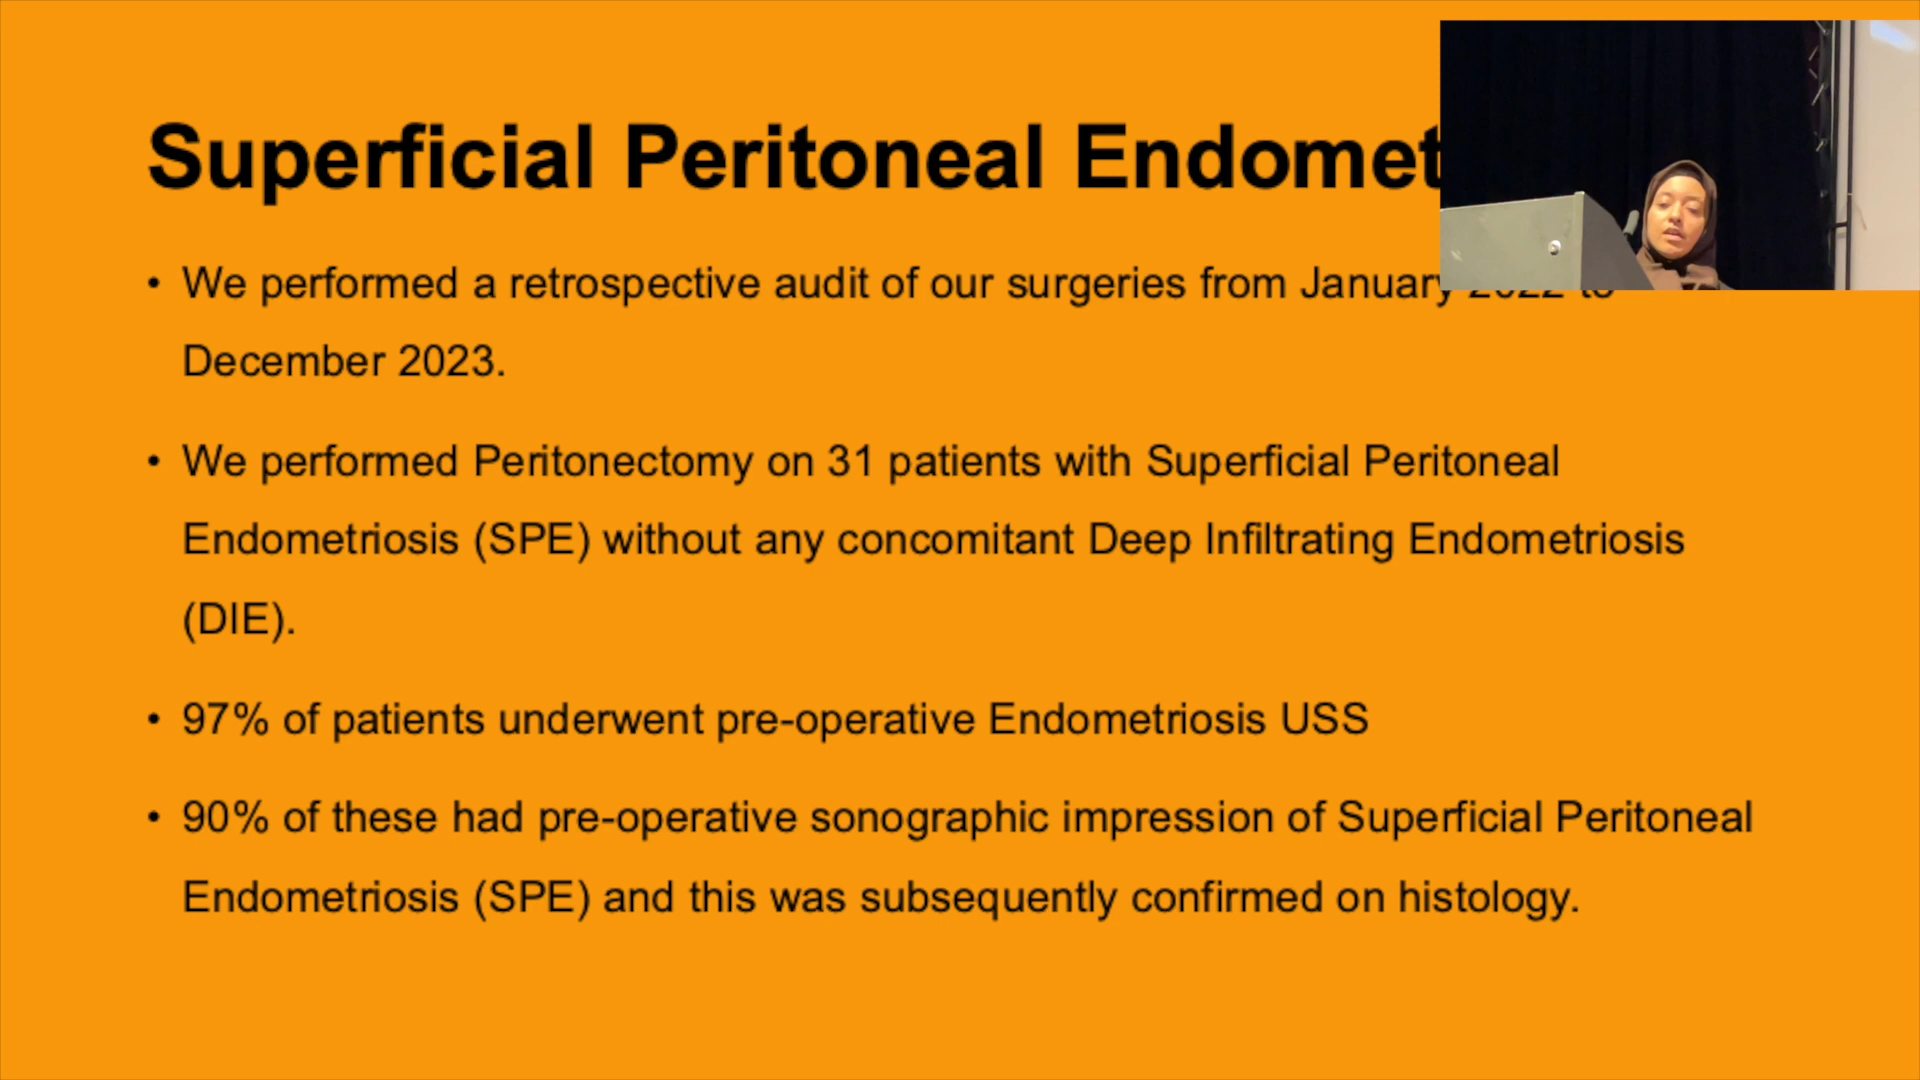 Superficial Peritoneal Endomet
• We performed a retrospective audit of our surgeries from January 2022 to
December 2023.
• We performed Peritonectomy on 31 patients with Superficial Peritoneal
Endometriosis (SPE) without any concomitant Deep Infiltrating Endometriosis
(DIE).
• 97% of patients underwent pre-operative Endometriosis USS
• 90% of these had pre-operative sonographic impression of Superficial Peritoneal
Endometriosis (SPE) and this was subsequently confirmed on histology.